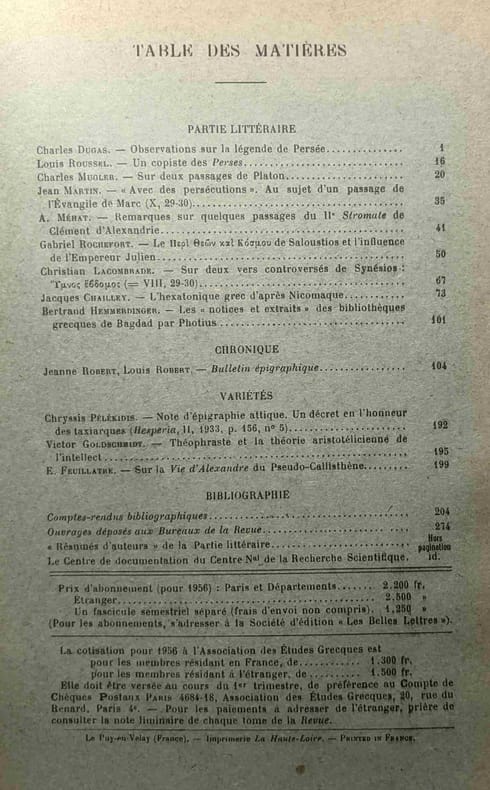 TABLE DES MATIÈRES
PARTIE LITTÉRAIRE
Charles DUGAS. — Observations sur la légende de Persée............... 1
Louis ROUSSEL. — Un copiste des Perses............... 16
Charles MUGLER. — Sur deux passages de Platon............... 20
Jean MARTIN. — « Avec des persécutions ». Au sujet d'un passage de
l'Évangile de Marc (X, 29-30)............... 35
A. MÉHAT. — Remarques sur quelques passages du IIe Stromate de
Clément d'Alexandrie............... 41
Gabriel ROCHEFORT. — Le Περὶ Θεῶν καὶ Κόσμου de Saloustios et l'influence
de l'Empereur Julien............... 50
Christian LACOMBRADE. — Sur deux vers controversés de Synésios :
Ὕμνος ἕβδομος (= VIII, 29-30)............... 67
Jacques CHAILLEY. — L'hexatonique grec d'après Nicomaque............... 73
Bertrand HEMMERDINGER. — Les « notices et extraits » des bibliothèques
grecques de Bagdad par Photius............... 101
CHRONIQUE
Jeanne ROBERT, Louis ROBERT. — Bulletin épigraphique............... 104
VARIÉTÉS
Chryssis PÉLÉKIDIS. — Note d'épigraphie attique. Un décret en l'honneur
des taxiarques (Hesperia, II, 1933, p. 156, n° 5)............... 192
Victor GOLDSCHMIDT. — Théophraste et la théorie aristotélicienne de
l'intellect............... 195
E. FEUILLATRE. — Sur la Vie d'Alexandre du Pseudo-Callisthène......... 199
BIBLIOGRAPHIE
Comptes-rendus bibliographiques............... 204
Ouvrages déposés aux Bureaux de la Revue............... 274
« Résumés d'auteurs » de la Partie littéraire............... Hors pagination
Le Centre de documentation du Centre Nal de la Recherche Scientifique. id.
Prix d'abonnement (pour 1956) : Paris et Départements....... 2.200 fr.
Étranger............... 2.500 »
Un fascicule semestriel séparé (frais d'envoi non compris). 1.250 »
(Pour les abonnements, s'adresser à la Société d'édition « Les Belles Lettres »).
La cotisation pour 1956 à l'Association des Études Grecques est
pour les membres résidant en France, de............ 1.300 fr.
pour les membres résidant à l'étranger, de......... 1.500 fr.
Elle doit être versée au cours du 1er trimestre, de préférence au Compte de
Chèques Postaux PARIS 4684-18, Association des Études Grecques, 20, rue du
Renard, Paris 4e. — Pour les paiements à adresser de l'étranger, prière de
consulter la note liminaire de chaque tome de la Revue.
Le Puy-en-Velay (France). — Imprimerie La Haute-Loire. — PRINTED IN FRANCE.